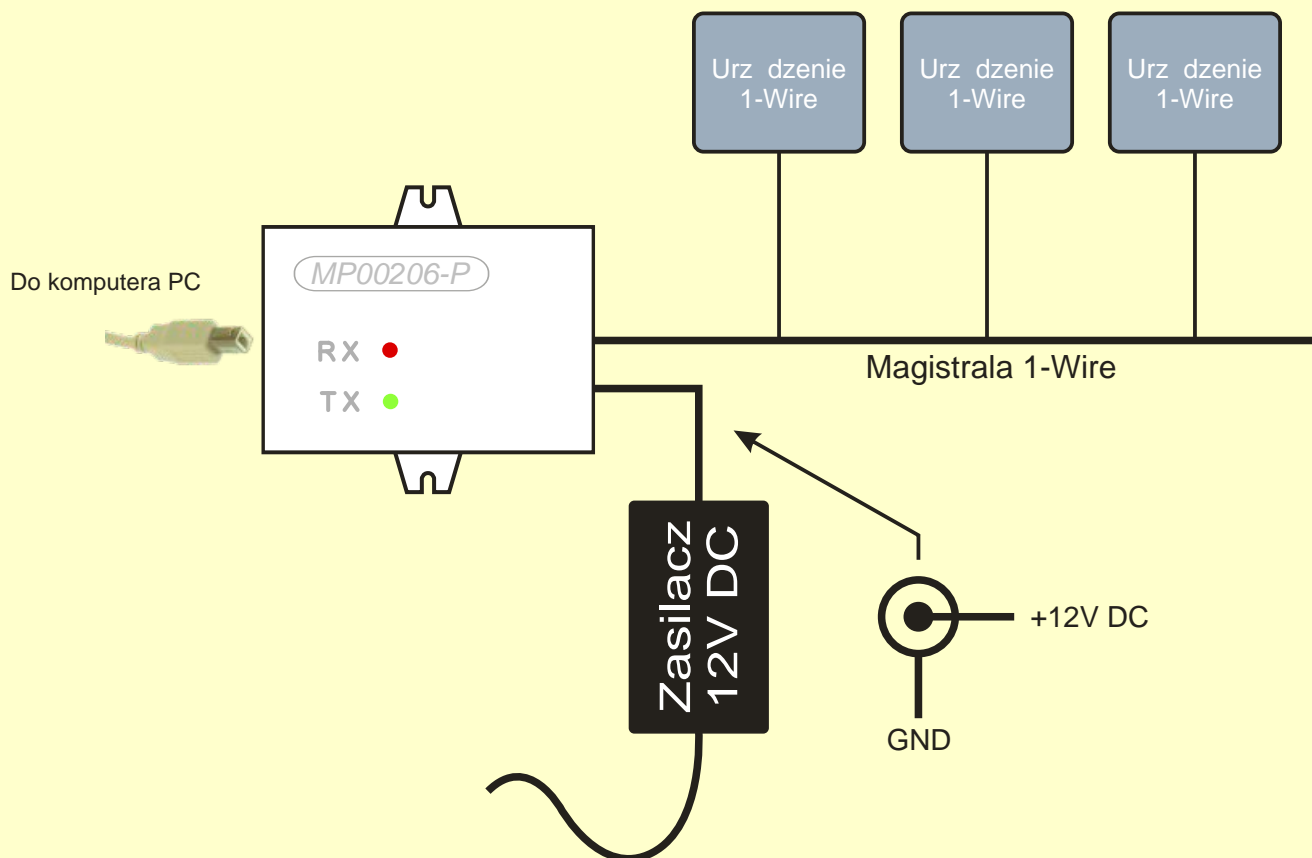 Urz dzenie
1-Wire
Urz dzenie
1-Wire
Urz dzenie
1-Wire
Do komputera PC
MP00206-P
RX
TX
Magistrala 1-Wire
Zasilacz
12V DC
+12V DC
GND